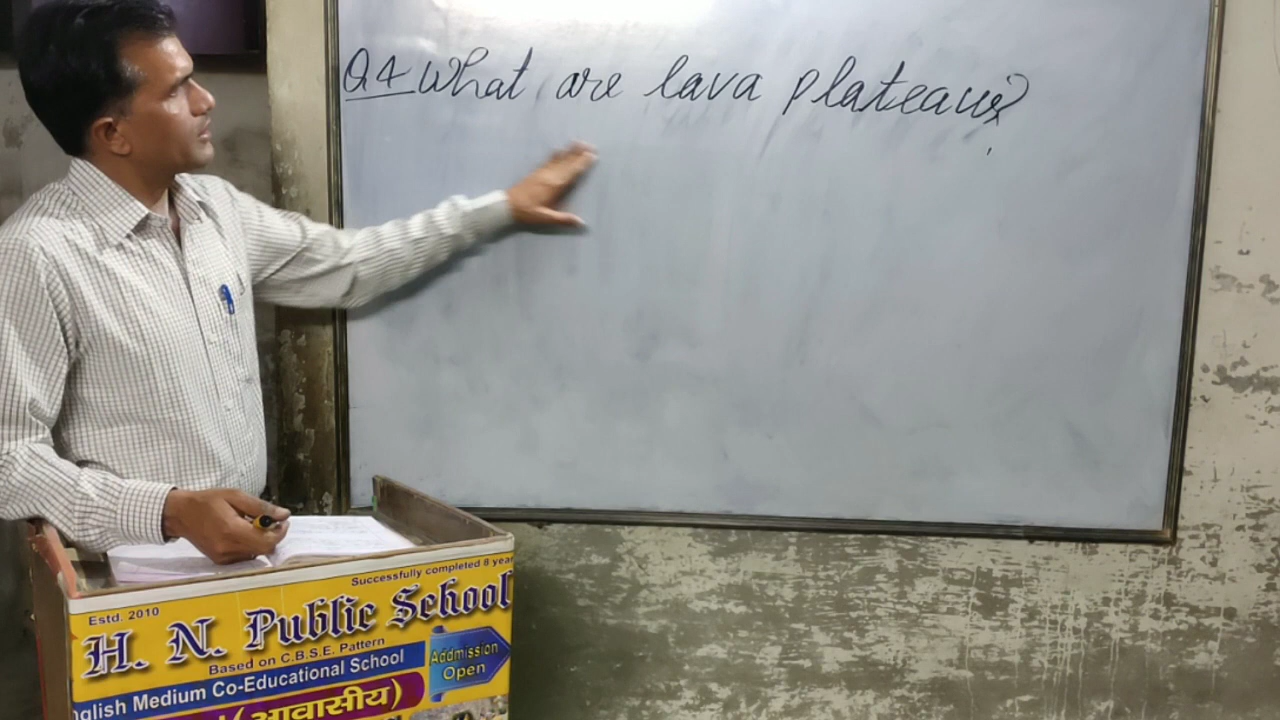 Q4 What are lava plateaus?
Estd. 2010
Successfully completed 8 year
H. N. Public School
Based on C.B.S.E. Pattern
nglish Medium Co-Educational School
Addmission
Open
(आवासीय)